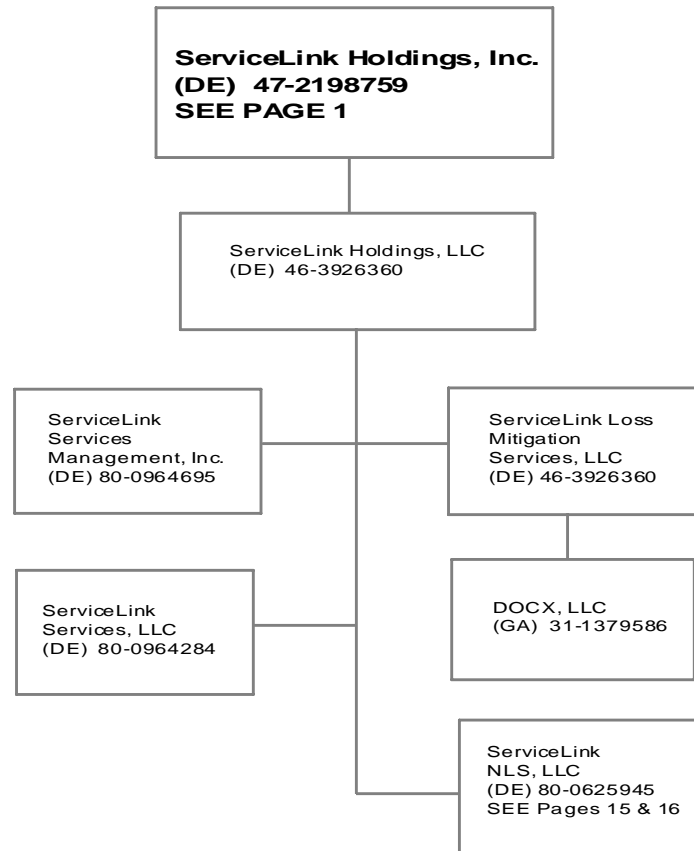 ServiceLink Holdings, Inc.
(DE) 47-2198759
SEE PAGE 1
ServiceLink Holdings, LLC
(DE) 46-3926360
ServiceLink
Services
Management, Inc.
(DE) 80-0964695
ServiceLink Loss
Mitigation
Services, LLC
(DE) 46-3926360
ServiceLink
Services, LLC
(DE) 80-0964284
DOCX, LLC
(GA) 31-1379586
ServiceLink
NLS, LLC
(DE) 80-0625945
SEE Pages 15 & 16